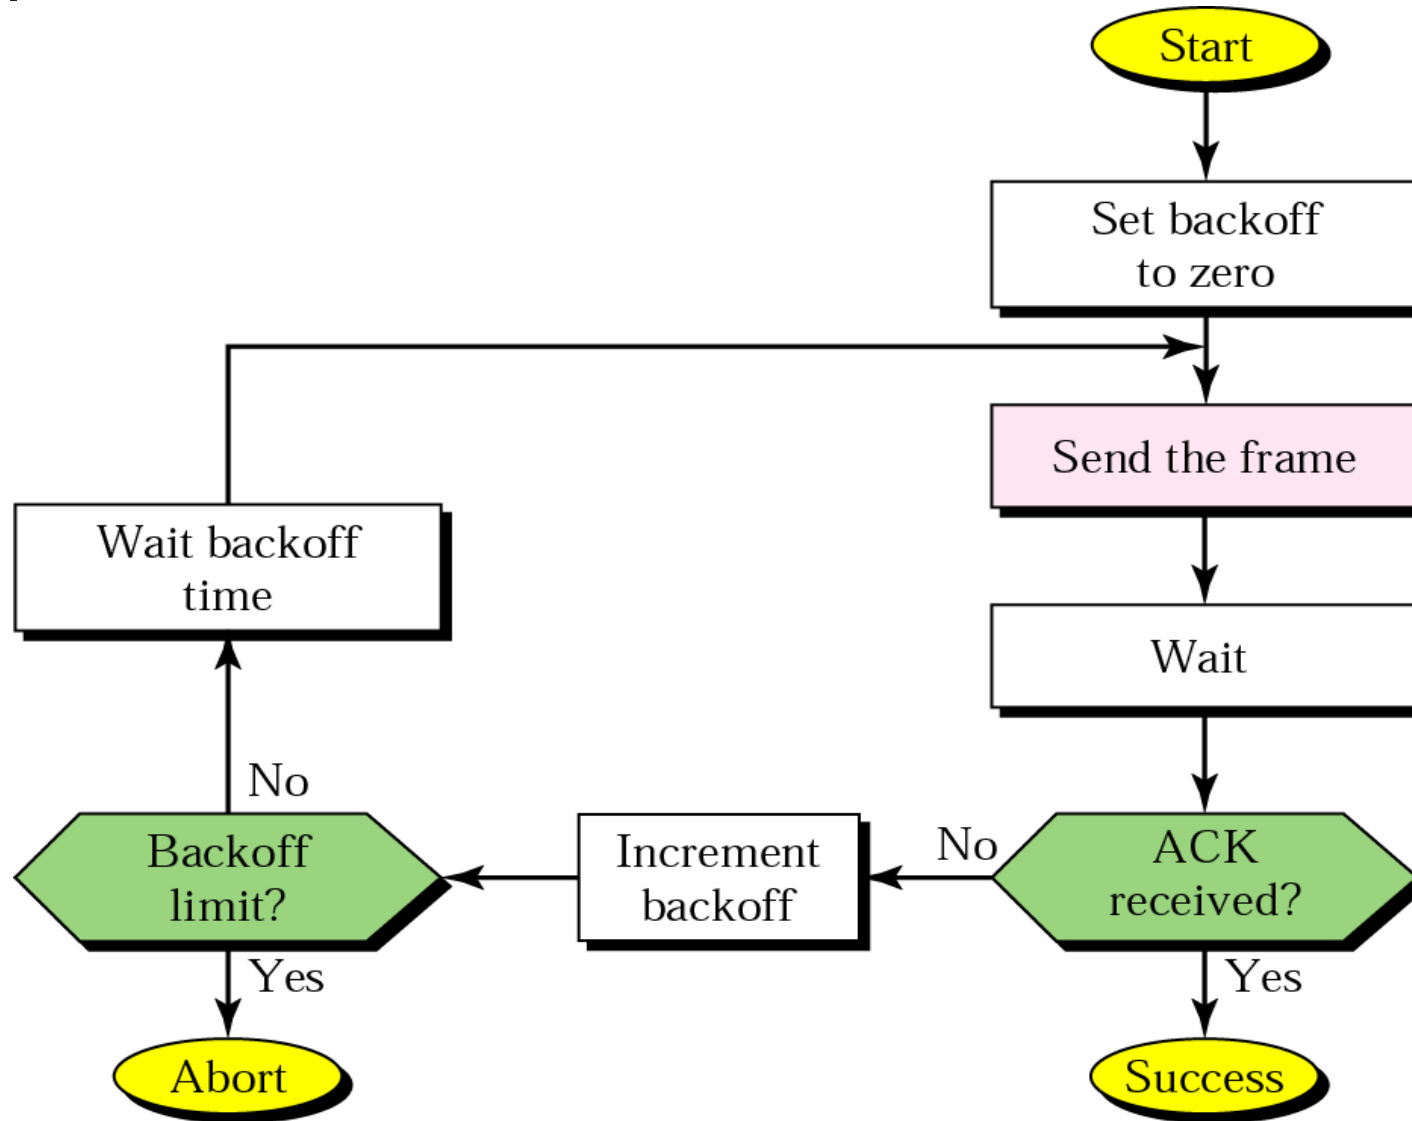 Start
Set backoff
to zero
Send the frame
Wait
ACK
received?
No
Yes
Success
Increment
backoff
Backoff
limit?
No
Yes
Abort
Wait backoff
time